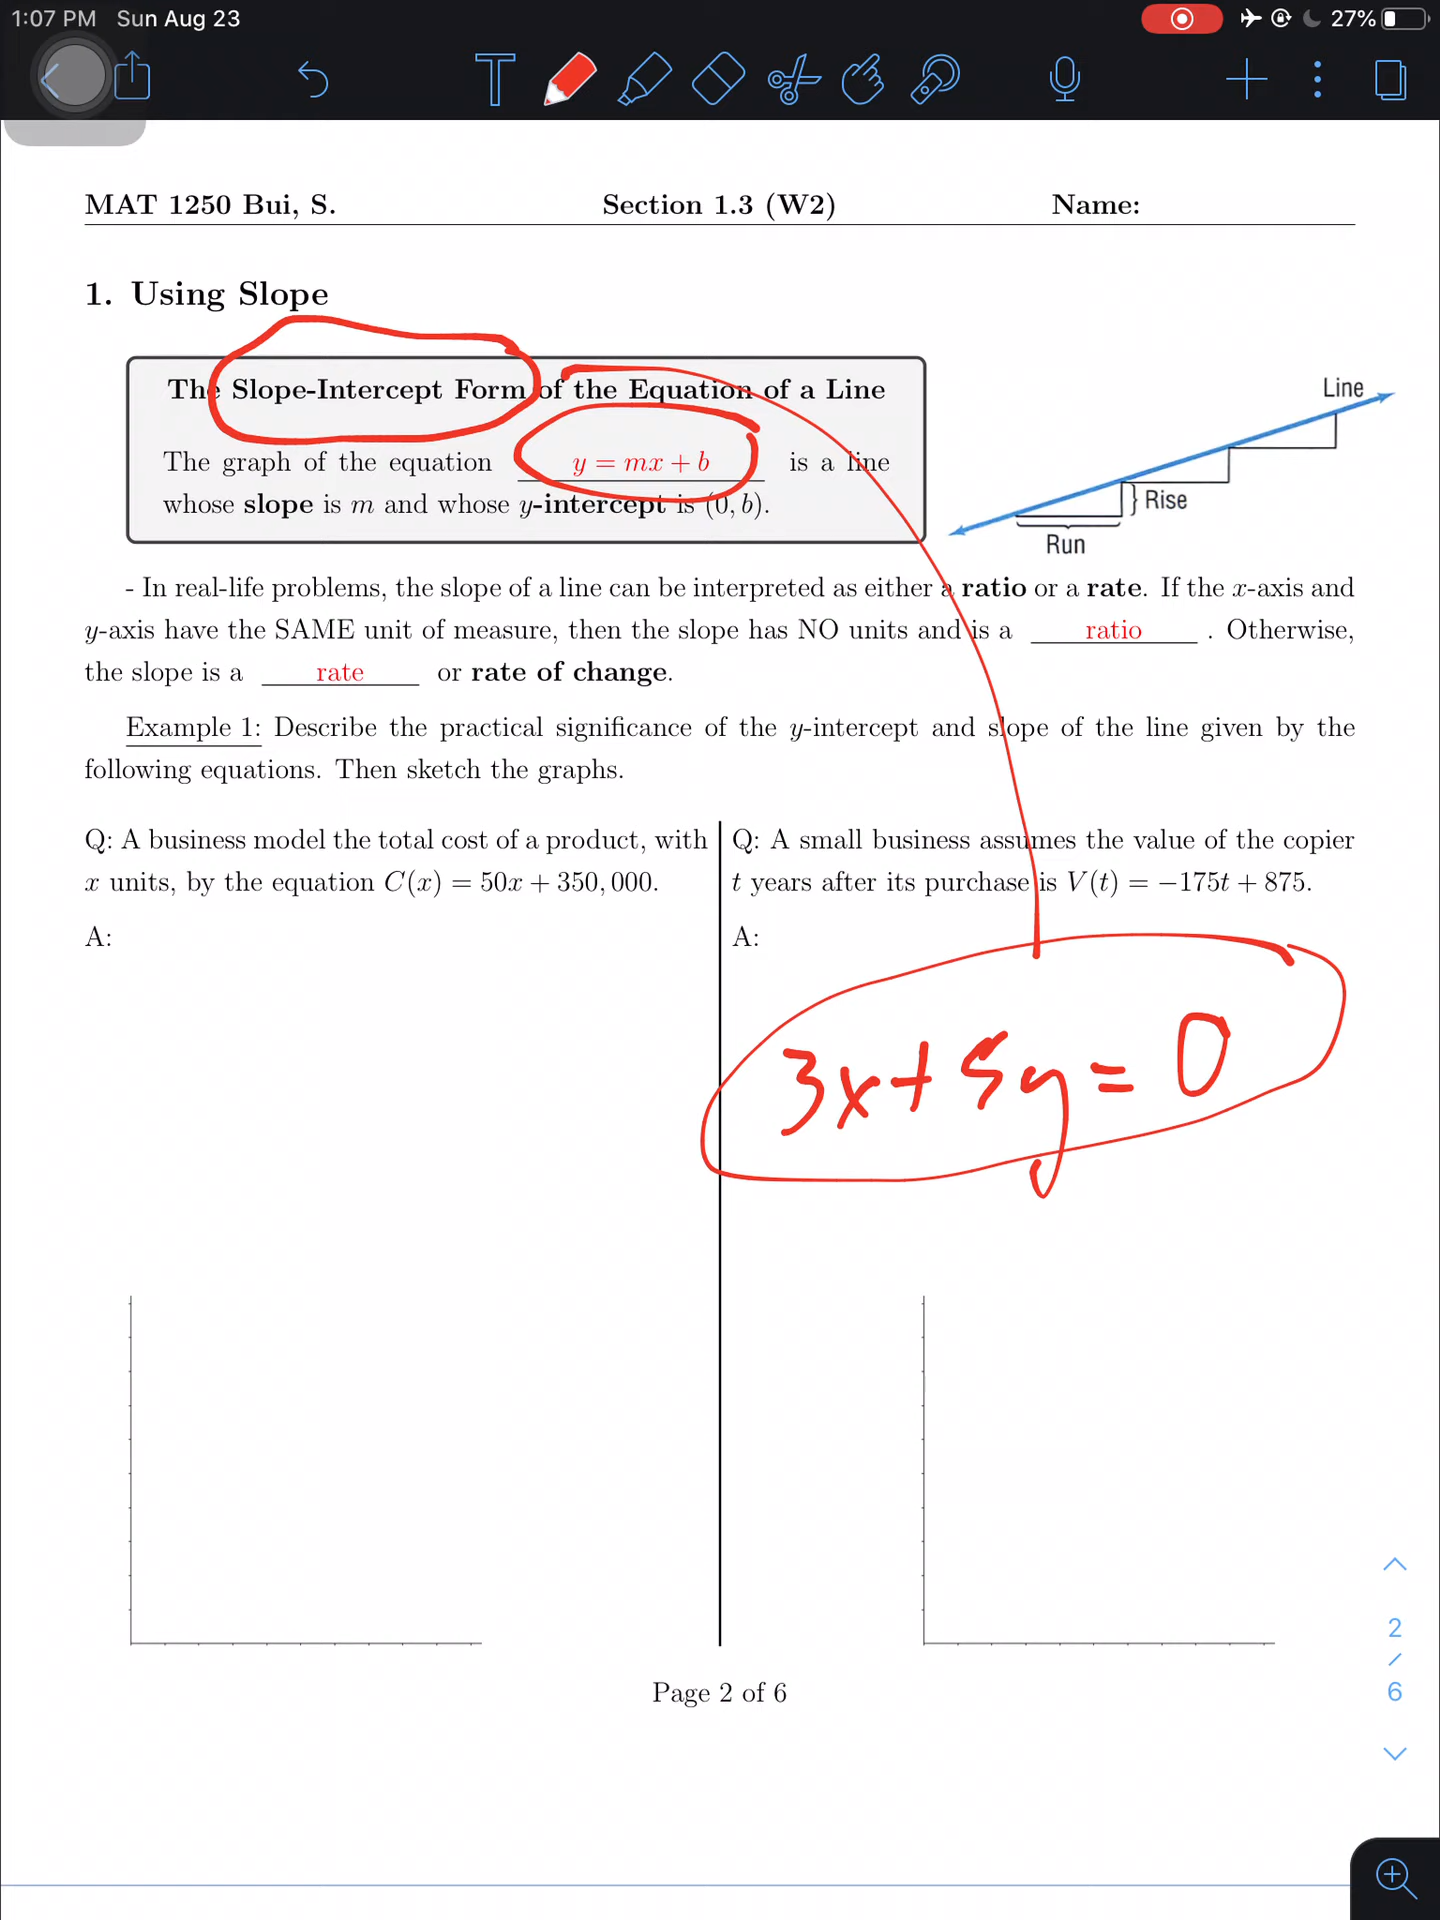 1:07 PM Sun Aug 23 27%
MAT 1250 Bui, S. Section 1.3 (W2) Name:
1. Using Slope
The Slope-Intercept Form of the Equation of a Line
The graph of the equation y = mx + b is a line
whose slope is m and whose y-intercept is (0, b).
Line
Rise
Run
- In real-life problems, the slope of a line can be interpreted as either a ratio or a rate. If the x-axis and
y-axis have the SAME unit of measure, then the slope has NO units and is a ratio . Otherwise,
the slope is a rate or rate of change.
Example 1: Describe the practical significance of the y-intercept and slope of the line given by the
following equations. Then sketch the graphs.
Q: A business model the total cost of a product, with
x units, by the equation C(x) = 50x + 350, 000.
A:
Q: A small business assumes the value of the copier
t years after its purchase is V(t) = −175t + 875.
A:
3x + 5y = 0
Page 2 of 6
2
/
6